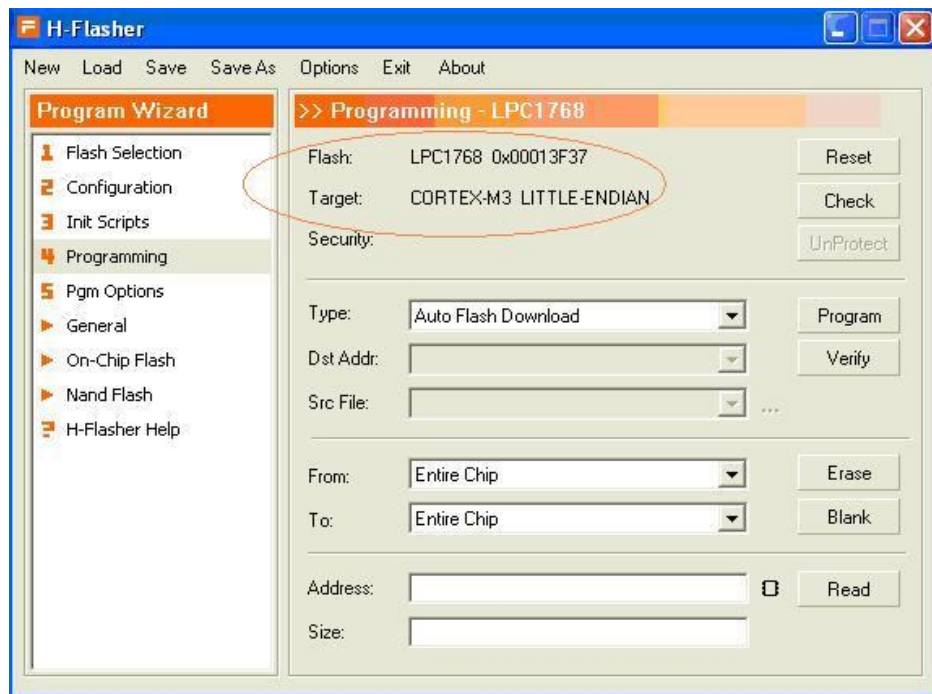 H-Flasher
New Load Save Save As Options Exit About
Program Wizard
1 Flash Selection
2 Configuration
3 Init Scripts
4 Programming
5 Pgm Options
General
On-Chip Flash
Nand Flash
? H-Flasher Help
>> Programming - LPC1768
Flash: LPC1768 0x00013F37 Reset
Target: CORTEX-M3 LITTLE-ENDIAN Check
Security: UnProtect
Type: Auto Flash Download Program
Dst Addr: Verify
Src File: ...
From: Entire Chip Erase
To: Entire Chip Blank
Address: Read
Size: